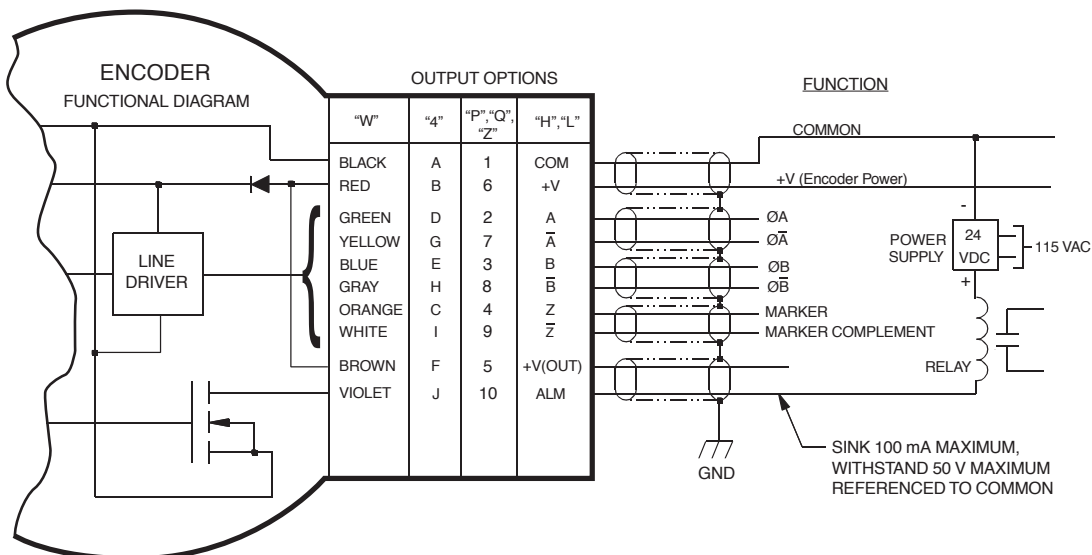 ENCODER
FUNCTIONAL DIAGRAM
OUTPUT OPTIONS
FUNCTION
“W” “4” “P”,“Q”, “H”,“L”
“Z”
BLACK A 1 COM
RED B 6 +V
GREEN D 2 A
YELLOW G 7 A̅
BLUE E 3 B
GRAY H 8 B̅
ORANGE C 4 Z
WHITE I 9 Z̅
BROWN F 5 +V(OUT)
VIOLET J 10 ALM
LINE
DRIVER
COMMON
+V (Encoder Power)
ØA
ØA̅
ØB
ØB̅
MARKER
MARKER COMPLEMENT
-
POWER
SUPPLY
24
VDC
115 VAC
+
RELAY
GND
SINK 100 mA MAXIMUM,
WITHSTAND 50 V MAXIMUM
REFERENCED TO COMMON